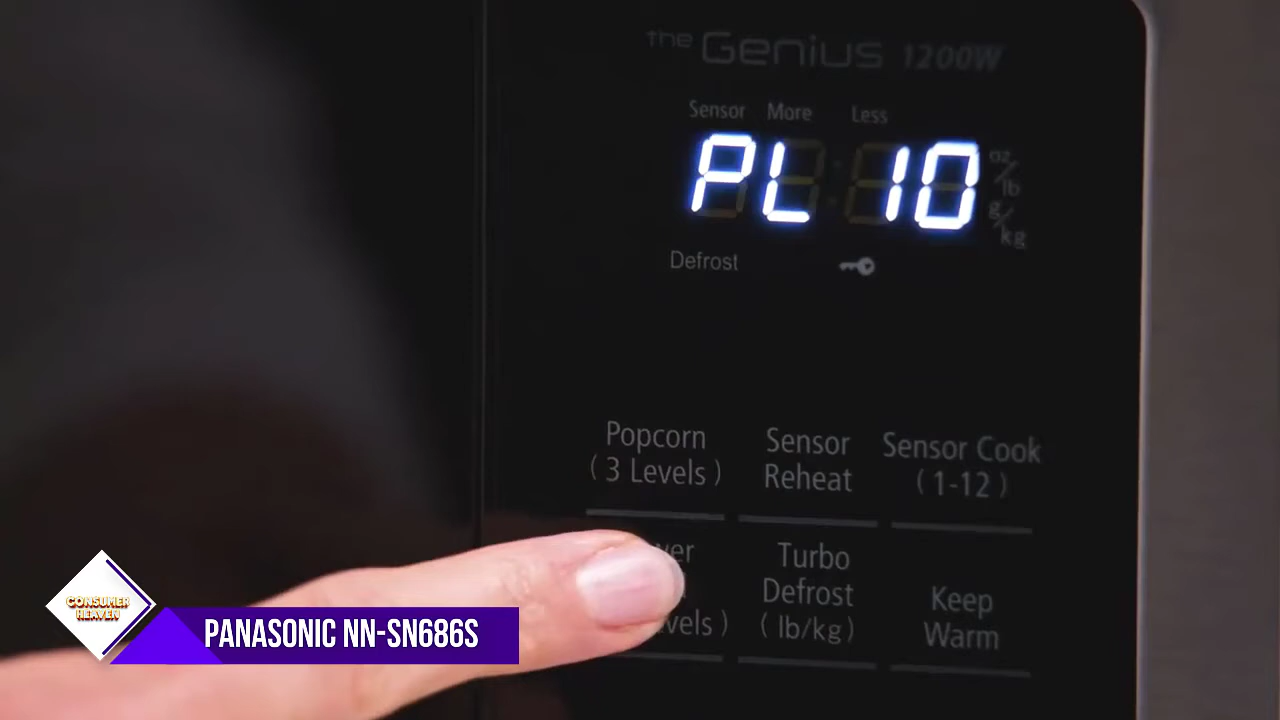 the Genius 1200W
Sensor More Less
PL 10
oz/lb
g/kg
Defrost
Popcorn
(3 Levels)
Sensor
Reheat
Sensor Cook
(1-12)
Turbo
Defrost
(lb/kg)
Keep
Warm
CONSUMER
HEAVEN
PANASONIC NN-SN686S